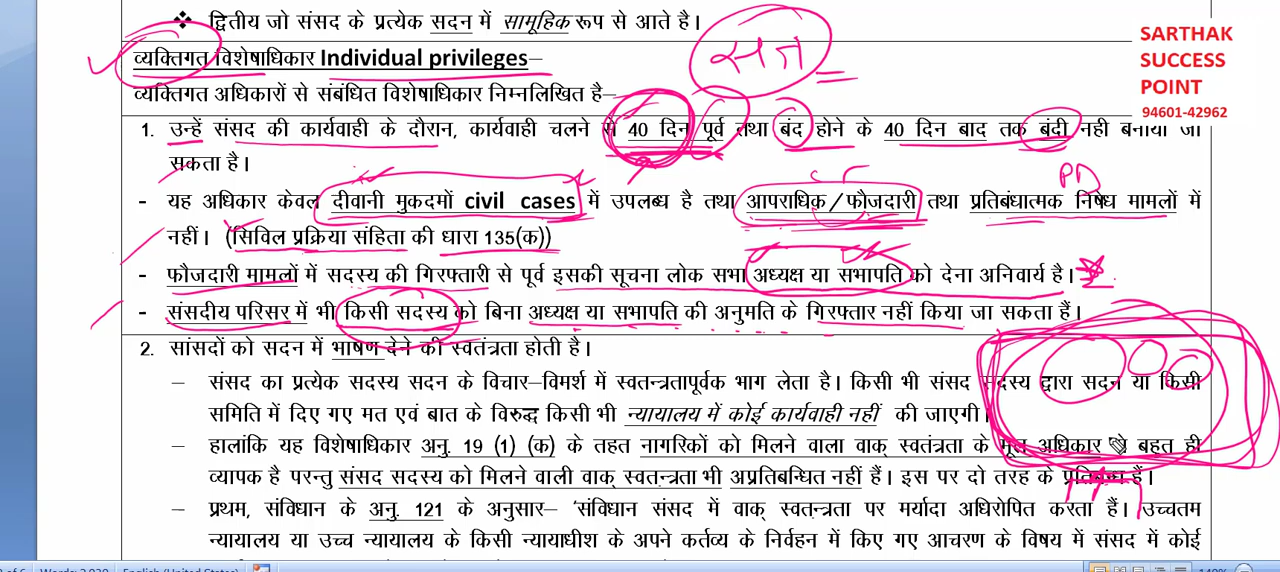 ❖ द्वितीय जो संसद के प्रत्येक सदन में सामूहिक रूप से आते है।
SARTHAK
SUCCESS
POINT
94601-42962
व्यक्तिगत विशेषाधिकार Individual privileges–
सत्र
व्यक्तिगत अधिकारों से संबंधित विशेषाधिकार निम्नलिखित है–
1. उन्हें संसद की कार्यवाही के दौरान, कार्यवाही चलने से 40 दिन पूर्व तथा बंद होने के 40 दिन बाद तक बंदी नही बनाया जा
सकता है।
PD
- यह अधिकार केवल दीवानी मुकदमों civil cases में उपलब्ध है तथा आपराधिक/फौजदारी तथा प्रतिबंधात्मक निषेध मामलों में
नहीं। (सिविल प्रक्रिया संहिता की धारा 135(क))
- फौजदारी मामलों में सदस्य की गिरफ्तारी से पूर्व इसकी सूचना लोक सभा अध्यक्ष या सभापति को देना अनिवार्य है।
- संसदीय परिसर में भी किसी सदस्य को बिना अध्यक्ष या सभापति की अनुमति के गिरफ्तार नहीं किया जा सकता हैं।
2. सांसदों को सदन में भाषण देने की स्वतंत्रता होती है।
– संसद का प्रत्येक सदस्य सदन के विचार–विमर्श में स्वतन्त्रतापूर्वक भाग लेता है। किसी भी संसद सदस्य द्वारा सदन या किसी
समिति में दिए गए मत एवं बात के विरुद्ध किसी भी न्यायालय में कोई कार्यवाही नहीं की जाएगी।
– हालांकि यह विशेषाधिकार अनु. 19 (1) (क) के तहत नागरिकों को मिलने वाला वाक् स्वतंत्रता के मूल अधिकार से बहुत ही
व्यापक है परन्तु संसद सदस्य को मिलने वाली वाक् स्वतन्त्रता भी अप्रतिबन्धित नहीं हैं। इस पर दो तरह के प्रतिबन्ध हैं।
– प्रथम, संविधान के अनु. 121 के अनुसार– 'संविधान संसद में वाक् स्वतन्त्रता पर मर्यादा अधिरोपित करता हैं। उच्चतम
न्यायालय या उच्च न्यायालय के किसी न्यायाधीश के अपने कर्तव्य के निर्वहन में किए गए आचरण के विषय में संसद में कोई